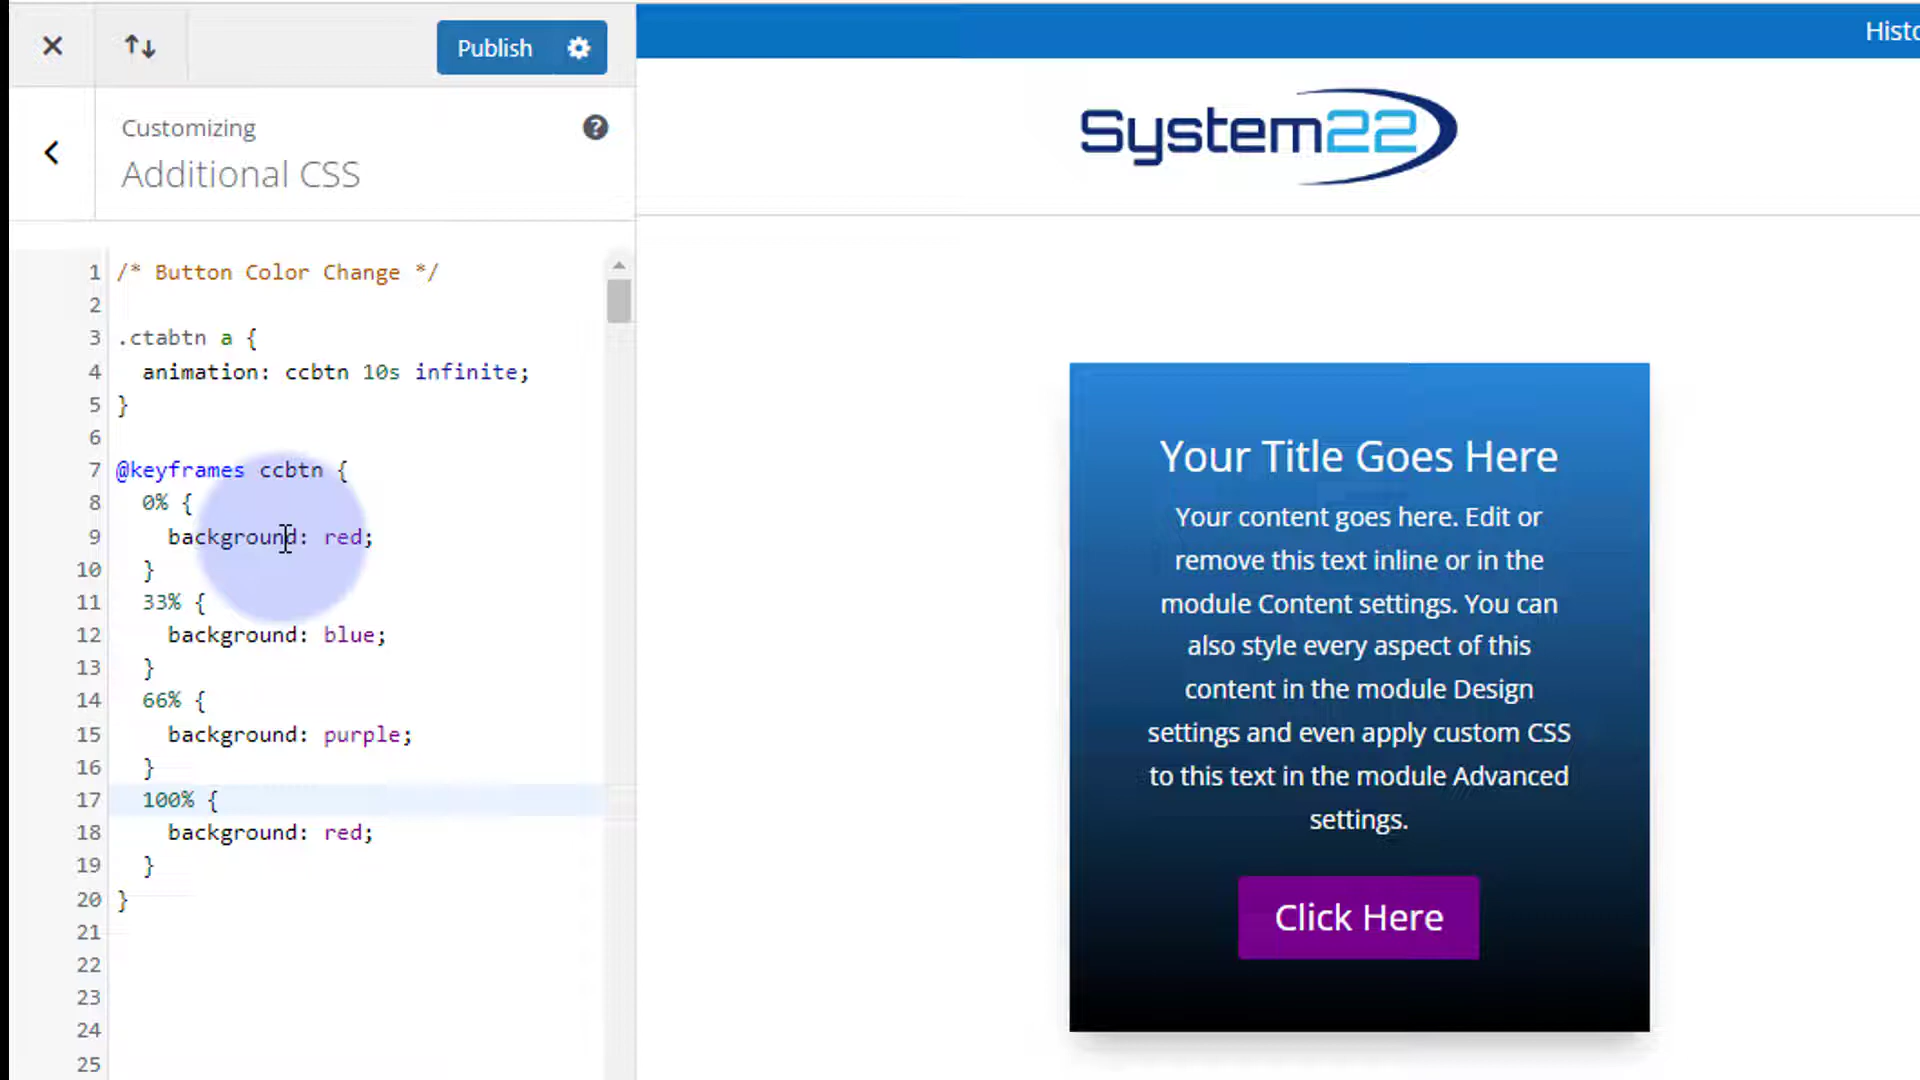 Publish
Customizing
Additional CSS
1 /* Button Color Change */
2
3 .ctabtn a {
4 animation: ccbtn 10s infinite;
5 }
6
7 @keyframes ccbtn {
8 0% {
9 background: red;
10 }
11 33% {
12 background: blue;
13 }
14 66% {
15 background: purple;
16 }
17 100% {
18 background: red;
19 }
20 }
21
22
23
24
25
Histo
System22
Your Title Goes Here
Your content goes here. Edit or
remove this text inline or in the
module Content settings. You can
also style every aspect of this
content in the module Design
settings and even apply custom CSS
to this text in the module Advanced
settings.
Click Here